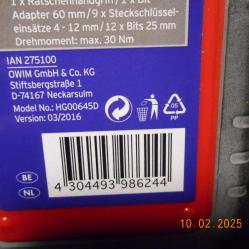 1 x Ratschenhandgriff / 1 x Bit
Adapter 60 mm / 9 x Steckschlüssel-
einsätze 4 - 12 mm / 12 x Bits 25 mm
Drehmoment: max. 30 Nm
IAN 275100
OWIM GmbH & Co. KG
Stiftsbergstraße 1
D-74167 Neckarsulm
Model No.: HG00645D
Version: 03/2016
05
PP
BE
NL
4 304493 986244
10.02.2025